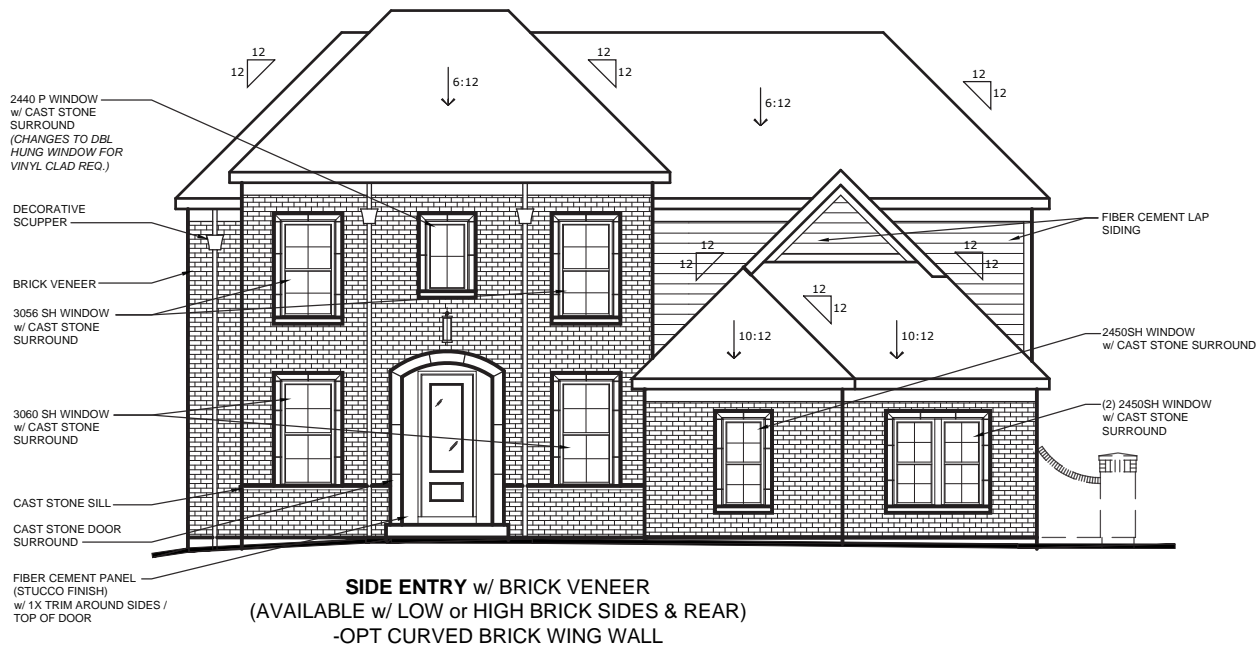 12
12
12
12
12
12
6:12
6:12
2440 P WINDOW
w/ CAST STONE
SURROUND
(CHANGES TO DBL
HUNG WINDOW FOR
VINYL CLAD REQ.)
DECORATIVE
SCUPPER
BRICK VENEER
3056 SH WINDOW
w/ CAST STONE
SURROUND
3060 SH WINDOW
w/ CAST STONE
SURROUND
CAST STONE SILL
CAST STONE DOOR
SURROUND
FIBER CEMENT PANEL
(STUCCO FINISH)
w/ 1X TRIM AROUND SIDES /
TOP OF DOOR
12
12
12
12
12
12
10:12
10:12
FIBER CEMENT LAP
SIDING
2450SH WINDOW
w/ CAST STONE SURROUND
(2) 2450SH WINDOW
w/ CAST STONE
SURROUND
SIDE ENTRY w/ BRICK VENEER
(AVAILABLE w/ LOW or HIGH BRICK SIDES & REAR)
-OPT CURVED BRICK WING WALL